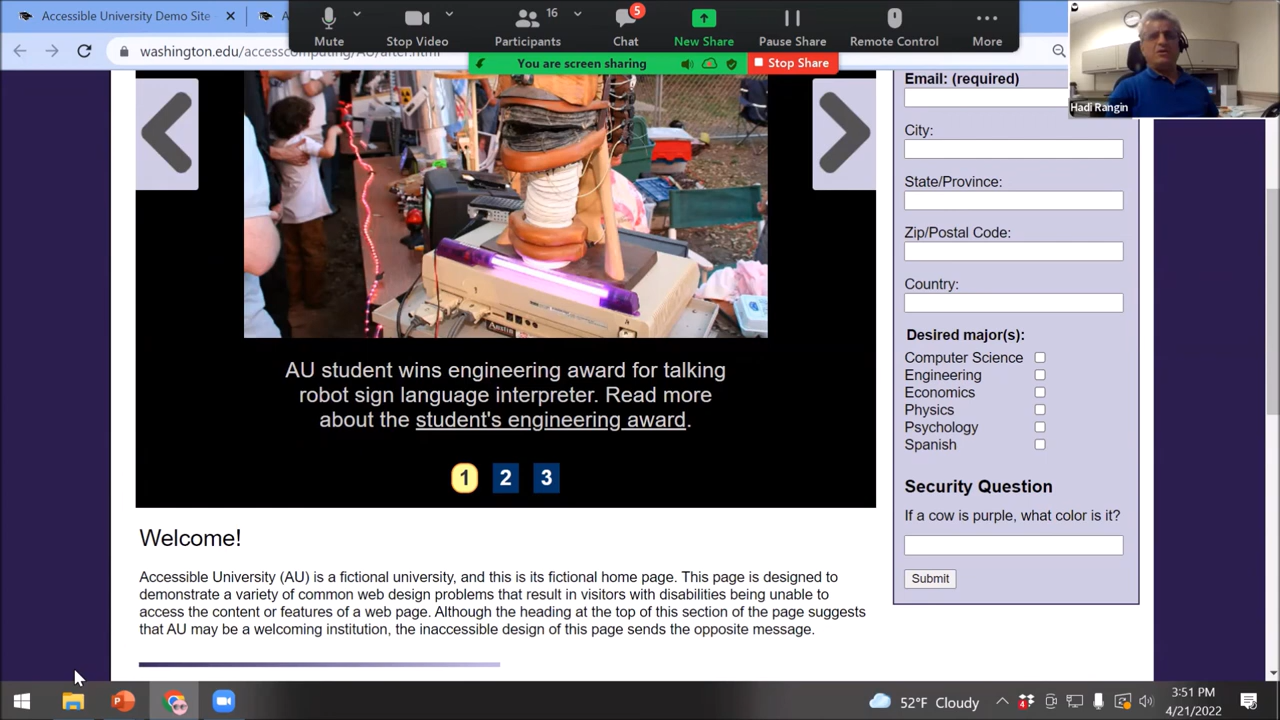 Accessible University Demo Site
Mute
Stop Video
16
Participants
5
Chat
New Share
Pause Share
Remote Control
More
You are screen sharing
Stop Share
washington.edu/accesscomputing/AU/after.html
Hadi Rangin
Email: (required)
City:
State/Province:
Zip/Postal Code:
Country:
Desired major(s):
Computer Science
Engineering
Economics
Physics
Psychology
Spanish
Security Question
If a cow is purple, what color is it?
Submit
Austin
AU student wins engineering award for talking
robot sign language interpreter. Read more
about the student's engineering award.
1 2 3
Welcome!
Accessible University (AU) is a fictional university, and this is its fictional home page. This page is designed to
demonstrate a variety of common web design problems that result in visitors with disabilities being unable to
access the content or features of a web page. Although the heading at the top of this section of the page suggests
that AU may be a welcoming institution, the inaccessible design of this page sends the opposite message.
52°F Cloudy
4
3:51 PM
4/21/2022